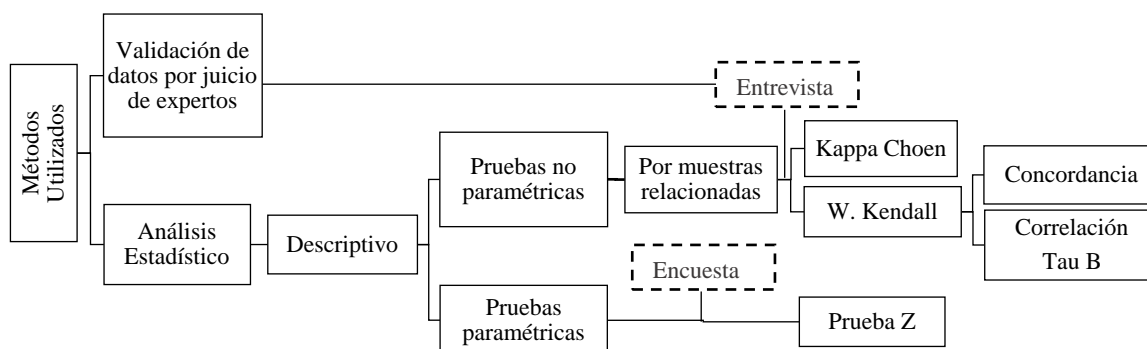 Métodos
Utilizados
Validación de
datos por juicio
de expertos
Entrevista
Análisis
Estadístico
Descriptivo
Pruebas no
paramétricas
Por muestras
relacionadas
Kappa Choen
W. Kendall
Concordancia
Correlación
Tau B
Encuesta
Pruebas
paramétricas
Prueba Z